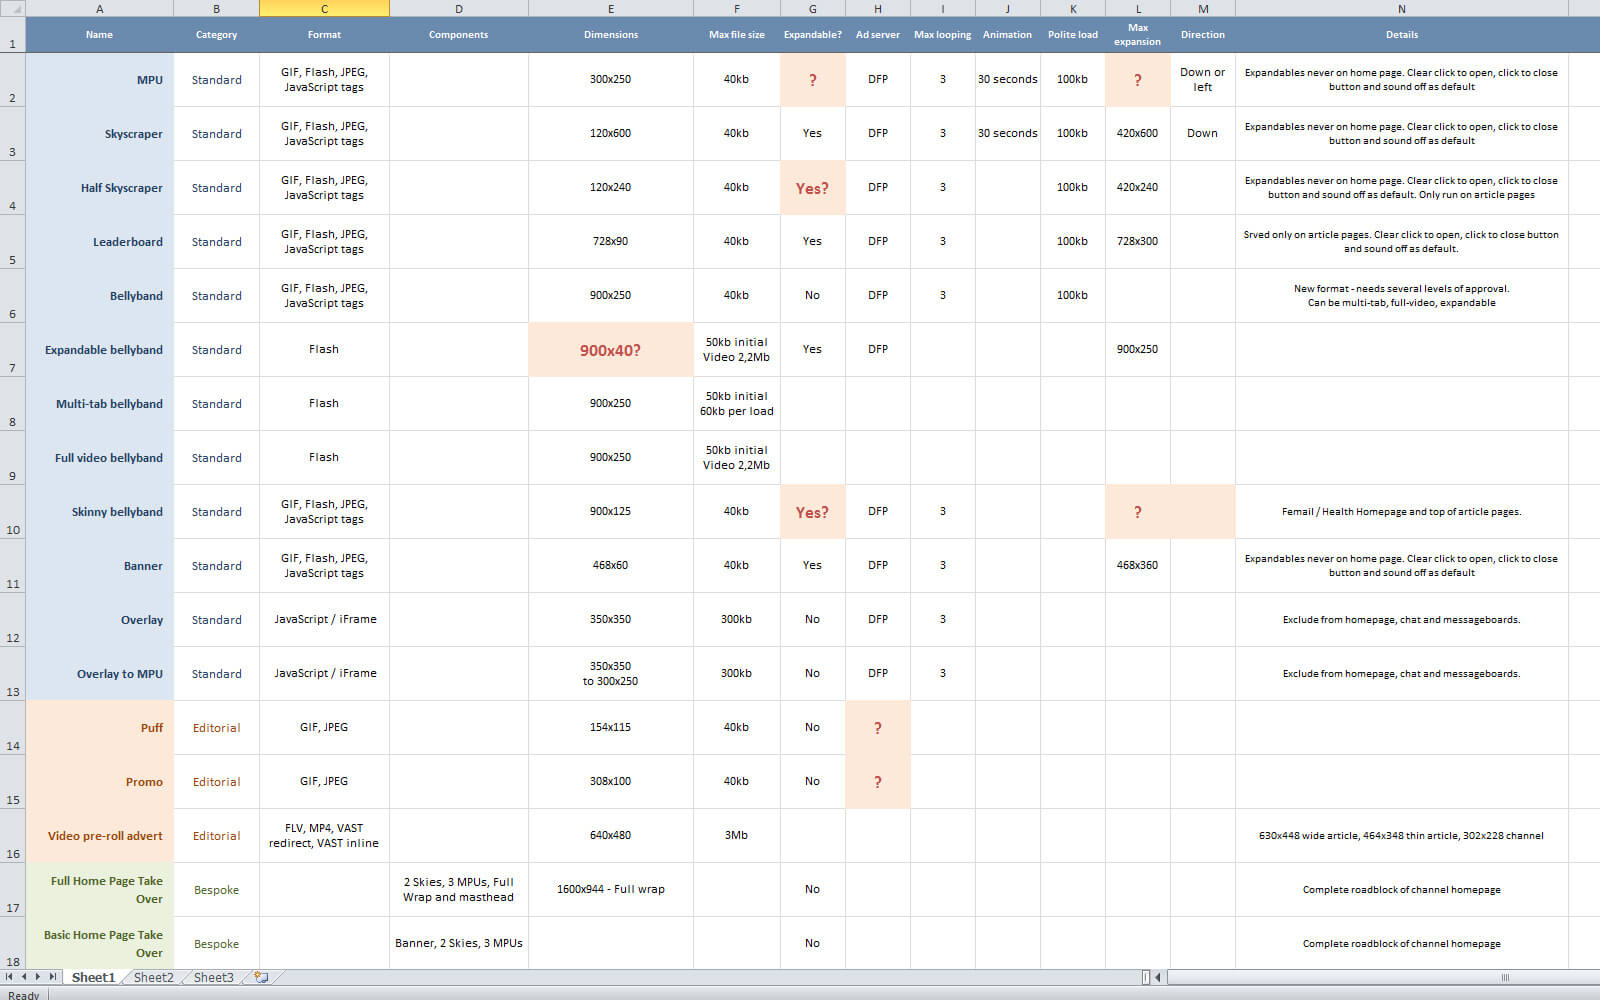 A B C D E F G H I J K L M N
1 Name Category Format Components Dimensions Max file size Expandable? Ad server Max looping Animation Polite load Max expansion Direction Details
2 MPU Standard GIF, Flash, JPEG, JavaScript tags 300x250 40kb ? DFP 3 30 seconds 100kb ? Down or left Expandables never on home page. Clear click to open, click to close button and sound off as default
3 Skyscraper Standard GIF, Flash, JPEG, JavaScript tags 120x600 40kb Yes DFP 3 30 seconds 100kb 420x600 Down Expandables never on home page. Clear click to open, click to close button and sound off as default
4 Half Skyscraper Standard GIF, Flash, JPEG, JavaScript tags 120x240 40kb Yes? DFP 3 100kb 420x240 Expandables never on home page. Clear click to open, click to close button and sound off as default. Only run on article pages
5 Leaderboard Standard GIF, Flash, JPEG, JavaScript tags 728x90 40kb Yes DFP 3 100kb 728x300 Srved only on article pages. Clear click to open, click to close button and sound off as default.
6 Bellyband Standard GIF, Flash, JPEG, JavaScript tags 900x250 40kb No DFP 3 100kb New format - needs several levels of approval. Can be multi-tab, full-video, expandable
7 Expandable bellyband Standard Flash 900x40? 50kb initial Video 2,2Mb Yes DFP 900x250
8 Multi-tab bellyband Standard Flash 900x250 50kb initial 60kb per load
9 Full video bellyband Standard Flash 900x250 50kb initial Video 2,2Mb
10 Skinny bellyband Standard GIF, Flash, JPEG, JavaScript tags 900x125 40kb Yes? DFP 3 ? Femail / Health Homepage and top of article pages.
11 Banner Standard GIF, Flash, JPEG, JavaScript tags 468x60 40kb Yes DFP 3 468x360 Expandables never on home page. Clear click to open, click to close button and sound off as default
12 Overlay Standard JavaScript / iFrame 350x350 300kb No DFP 3 Exclude from homepage, chat and messageboards.
13 Overlay to MPU Standard JavaScript / iFrame 350x350 to 300x250 300kb No DFP 3 Exclude from homepage, chat and messageboards.
14 Puff Editorial GIF, JPEG 154x115 40kb No ?
15 Promo Editorial GIF, JPEG 308x100 40kb No ?
16 Video pre-roll advert Editorial FLV, MP4, VAST redirect, VAST inline 640x480 3Mb 630x448 wide article, 464x348 thin article, 302x228 channel
17 Full Home Page Take Over Bespoke 2 Skies, 3 MPUs, Full Wrap and masthead 1600x944 - Full wrap No Complete roadblock of channel homepage
18 Basic Home Page Take Over Bespoke Banner, 2 Skies, 3 MPUs No Complete roadblock of channel homepage
Sheet1 Sheet2 Sheet3
Ready